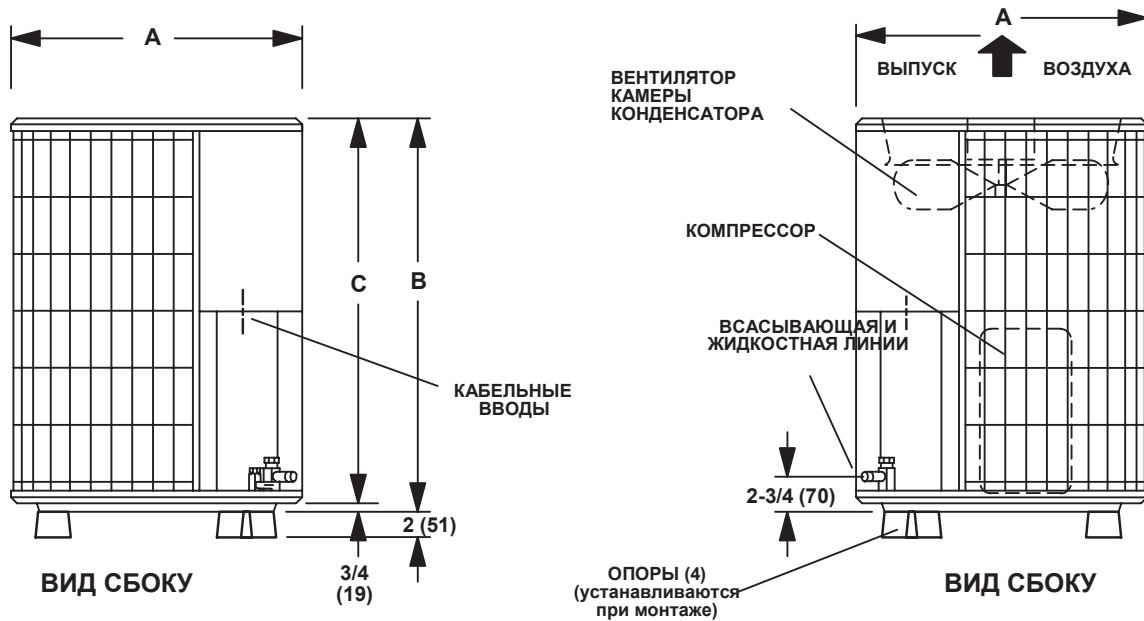 A
C
B
КАБЕЛЬНЫЕ
ВВОДЫ
2 (51)
3/4
(19)
ВИД СБОКУ
A
ВЫПУСК ВОЗДУХА
ВЕНТИЛЯТОР
КАМЕРЫ
КОНДЕНСАТОРА
КОМПРЕССОР
ВСАСЫВАЮЩАЯ И
ЖИДКОСТНАЯ ЛИНИИ
2-3/4 (70)
ОПОРЫ (4)
(устанавливаются
при монтаже)
ВИД СБОКУ